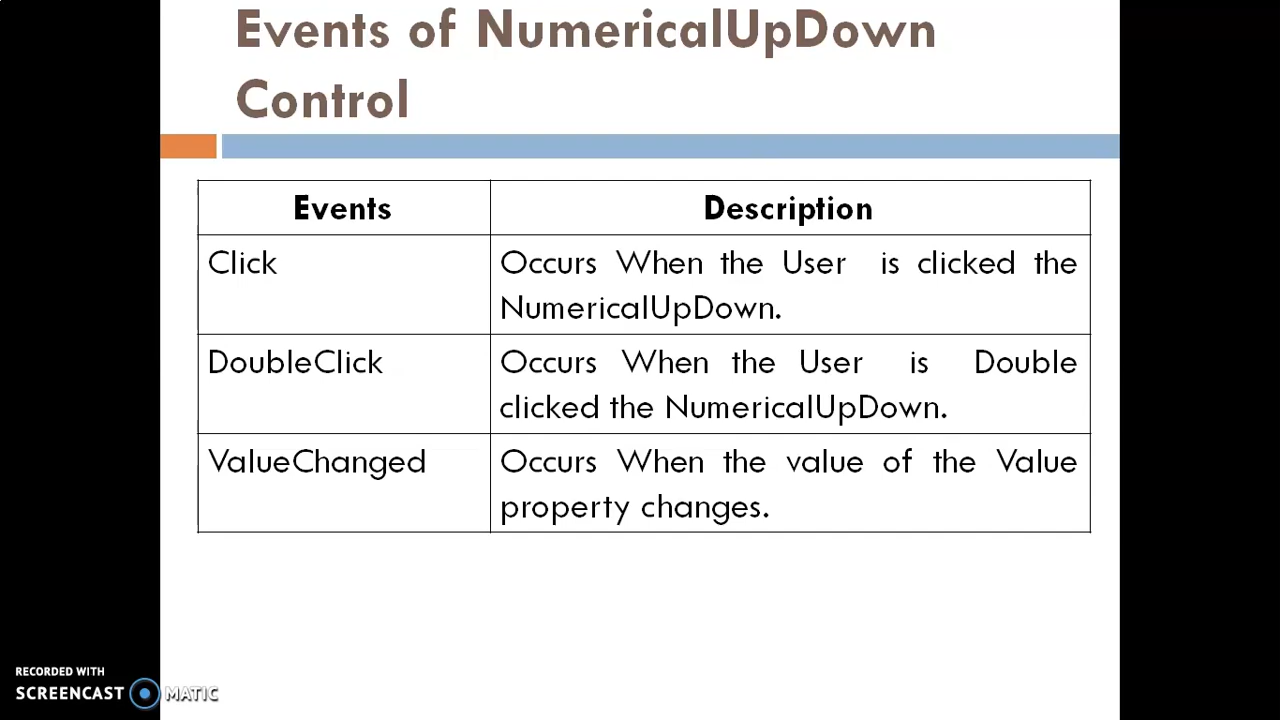 Events of NumericalUpDown
Control
Events
Description
Click
Occurs When the User is clicked the
NumericalUpDown.
DoubleClick
Occurs When the User is Double
clicked the NumericalUpDown.
ValueChanged
Occurs When the value of the Value
property changes.
RECORDED WITH
SCREENCAST MATIC